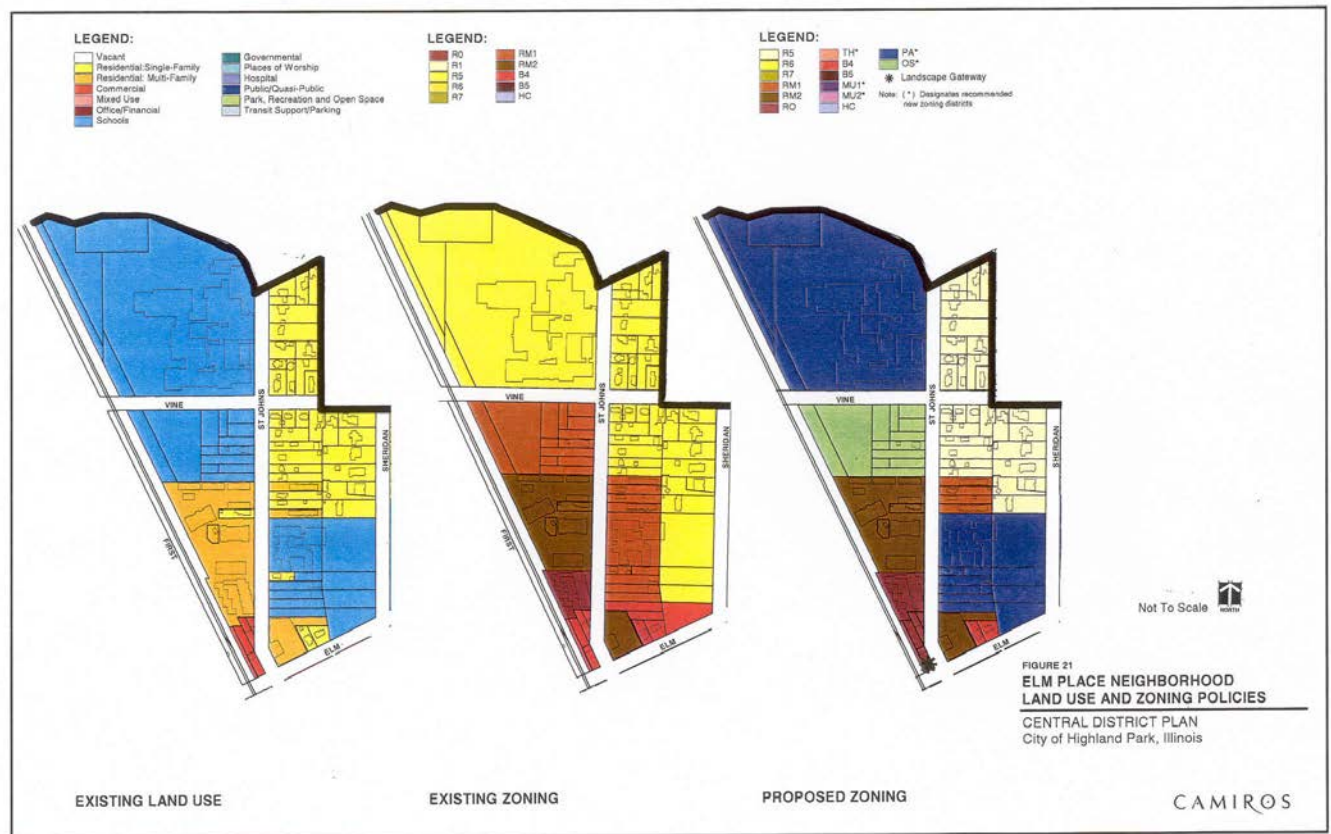 LEGEND:
Vacant
Residential:Single-Family
Residential: Multi-Family
Commercial
Mixed Use
Office/Financial
Schools
Governmental
Places of Worship
Hospital
Public/Quasi-Public
Park, Recreation and Open Space
Transit Support/Parking
LEGEND:
R0
R1
R5
R6
R7
RM1
RM2
B4
B5
HC
LEGEND:
R5
R6
R7
RM1
RM2
RO
TH*
B4
B5
MU1*
MU2*
HC
PA*
OS*
Landscape Gateway
Note: ( * ) Designates recommended
new zoning districts
VINE
ST JOHNS
SHERIDAN
FIRST
ELM
VINE
ST JOHNS
SHERIDAN
FIRST
ELM
VINE
ST JOHNS
SHERIDAN
FIRST
ELM
Not To Scale
NORTH
FIGURE 21
ELM PLACE NEIGHBORHOOD
LAND USE AND ZONING POLICIES
CENTRAL DISTRICT PLAN
City of Highland Park, Illinois
EXISTING LAND USE
EXISTING ZONING
PROPOSED ZONING
CAMIROS